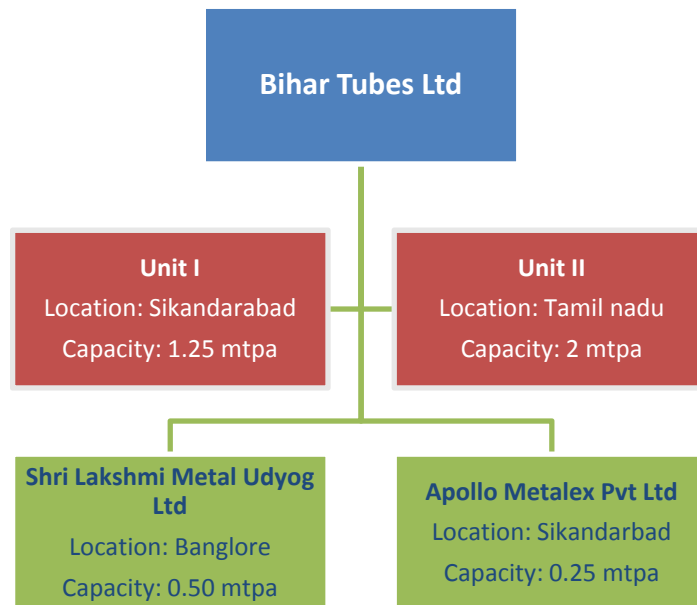 Bihar Tubes Ltd
Unit I
Location: Sikandarabad
Capacity: 1.25 mtpa
Unit II
Location: Tamil nadu
Capacity: 2 mtpa
Shri Lakshmi Metal Udyog
Ltd
Location: Banglore
Capacity: 0.50 mtpa
Apollo Metalex Pvt Ltd
Location: Sikandarbad
Capacity: 0.25 mtpa